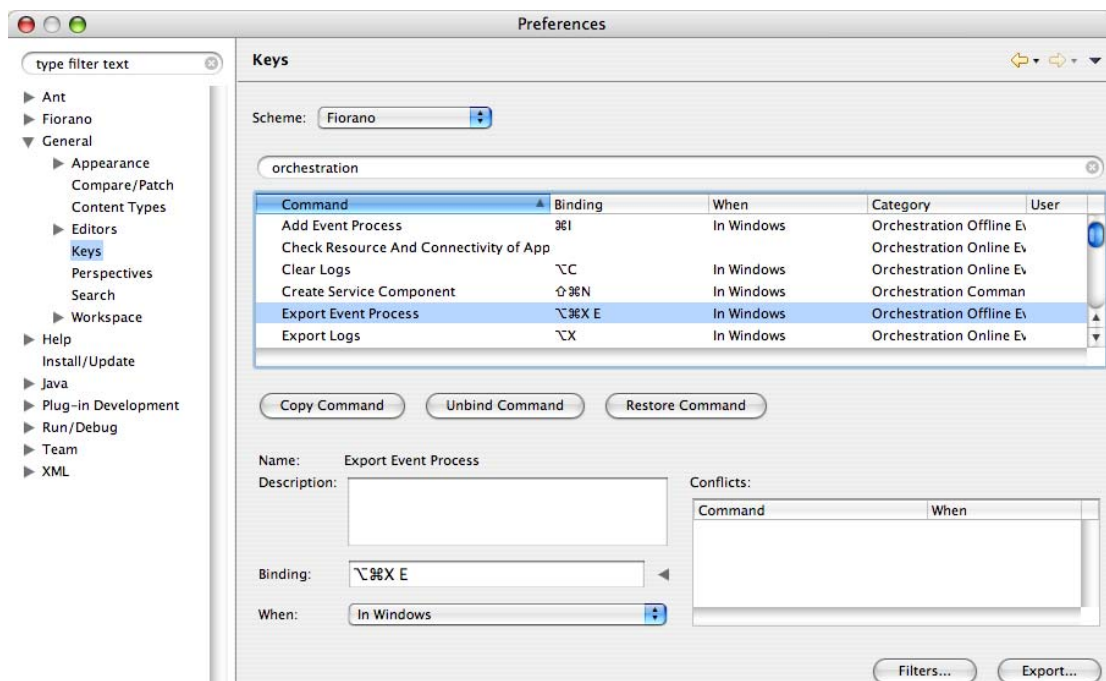 Preferences
type filter text
Ant
Fiorano
General
Appearance
Compare/Patch
Content Types
Editors
Keys
Perspectives
Search
Workspace
Help
Install/Update
Java
Plug-in Development
Run/Debug
Team
XML
Keys
Scheme: Fiorano
orchestration
Command Binding When Category User
Add Event Process ⌘I In Windows Orchestration Offline Ev
Check Resource And Connectivity of App Orchestration Online Ev
Clear Logs ⌥C In Windows Orchestration Online Ev
Create Service Component ⇧⌘N In Windows Orchestration Comman
Export Event Process ⌥⌘X E In Windows Orchestration Offline Ev
Export Logs ⌥X In Windows Orchestration Online Ev
Copy Command Unbind Command Restore Command
Name: Export Event Process
Description:
Conflicts:
Command When
Binding: ⌥⌘X E
When: In Windows
Filters... Export...